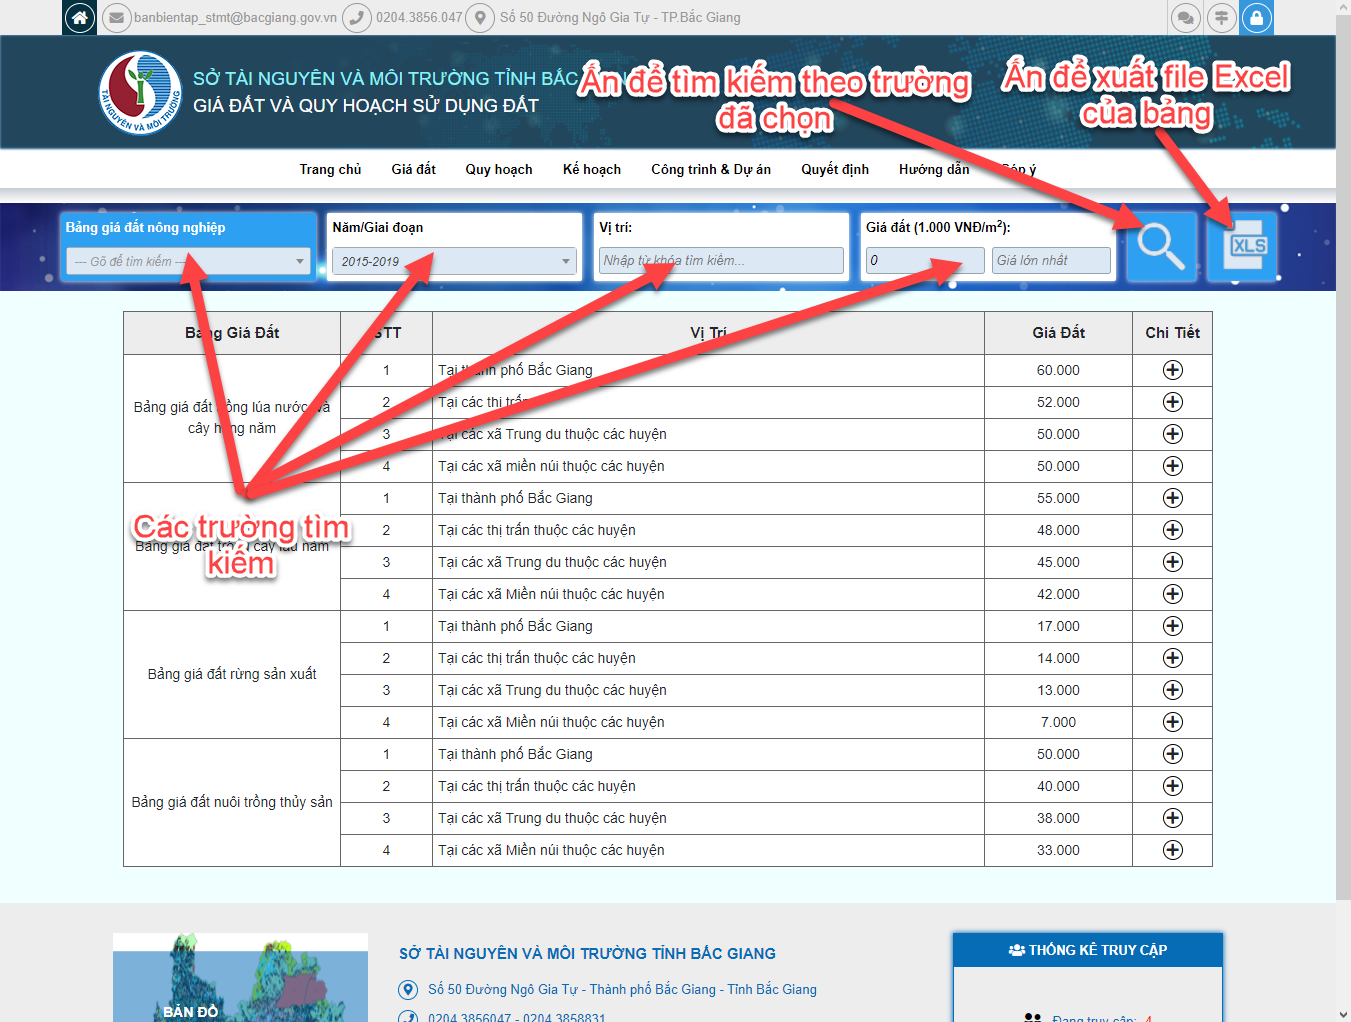 banbientap_stmt@bacgiang.gov.vn 0204.3856.047 Số 50 Đường Ngô Gia Tự - TP.Bắc Giang
TÀI NGUYÊN VÀ MÔI TRƯỜNG
SỞ TÀI NGUYÊN VÀ MÔI TRƯỜNG TỈNH BẮC
GIÁ ĐẤT VÀ QUY HOẠCH SỬ DỤNG ĐẤT
Ấn để tìm kiếm theo trường
đã chọn
Ấn để xuất file Excel
của bảng
Trang chủ Giá đất Quy hoạch Kế hoạch Công trình & Dự án Quyết định Hướng dẫn Góp ý
Bảng giá đất nông nghiệp Năm/Giai đoạn Vị trí: Giá đất (1.000 VNĐ/m²):
--- Gõ để tìm kiếm --- 2015-2019 Nhập từ khóa tìm kiếm... 0 Giá lớn nhất
XLS
Bảng Giá Đất STT Vị Trí Giá Đất Chi Tiết
1 Tại thành phố Bắc Giang 60.000
Bảng giá đất trồng lúa nước và
cây hàng năm
2 Tại các thị trấn 52.000
3 Tại các xã Trung du thuộc các huyện 50.000
4 Tại các xã miền núi thuộc các huyện 50.000
Bảng giá đất trồng cây lâu năm
1 Tại thành phố Bắc Giang 55.000
2 Tại các thị trấn thuộc các huyện 48.000
3 Tại các xã Trung du thuộc các huyện 45.000
4 Tại các xã Miền núi thuộc các huyện 42.000
Các trường tìm
kiếm
Bảng giá đất rừng sản xuất
1 Tại thành phố Bắc Giang 17.000
2 Tại các thị trấn thuộc các huyện 14.000
3 Tại các xã Trung du thuộc các huyện 13.000
4 Tại các xã Miền núi thuộc các huyện 7.000
Bảng giá đất nuôi trồng thủy sản
1 Tại thành phố Bắc Giang 50.000
2 Tại các thị trấn thuộc các huyện 40.000
3 Tại các xã Trung du thuộc các huyện 38.000
4 Tại các xã Miền núi thuộc các huyện 33.000
BẢN ĐỒ
SỞ TÀI NGUYÊN VÀ MÔI TRƯỜNG TỈNH BẮC GIANG
Số 50 Đường Ngô Gia Tự - Thành phố Bắc Giang - Tỉnh Bắc Giang
0204.3856047 - 0204.3858831
THỐNG KÊ TRUY CẬP
Đang truy cập: 4